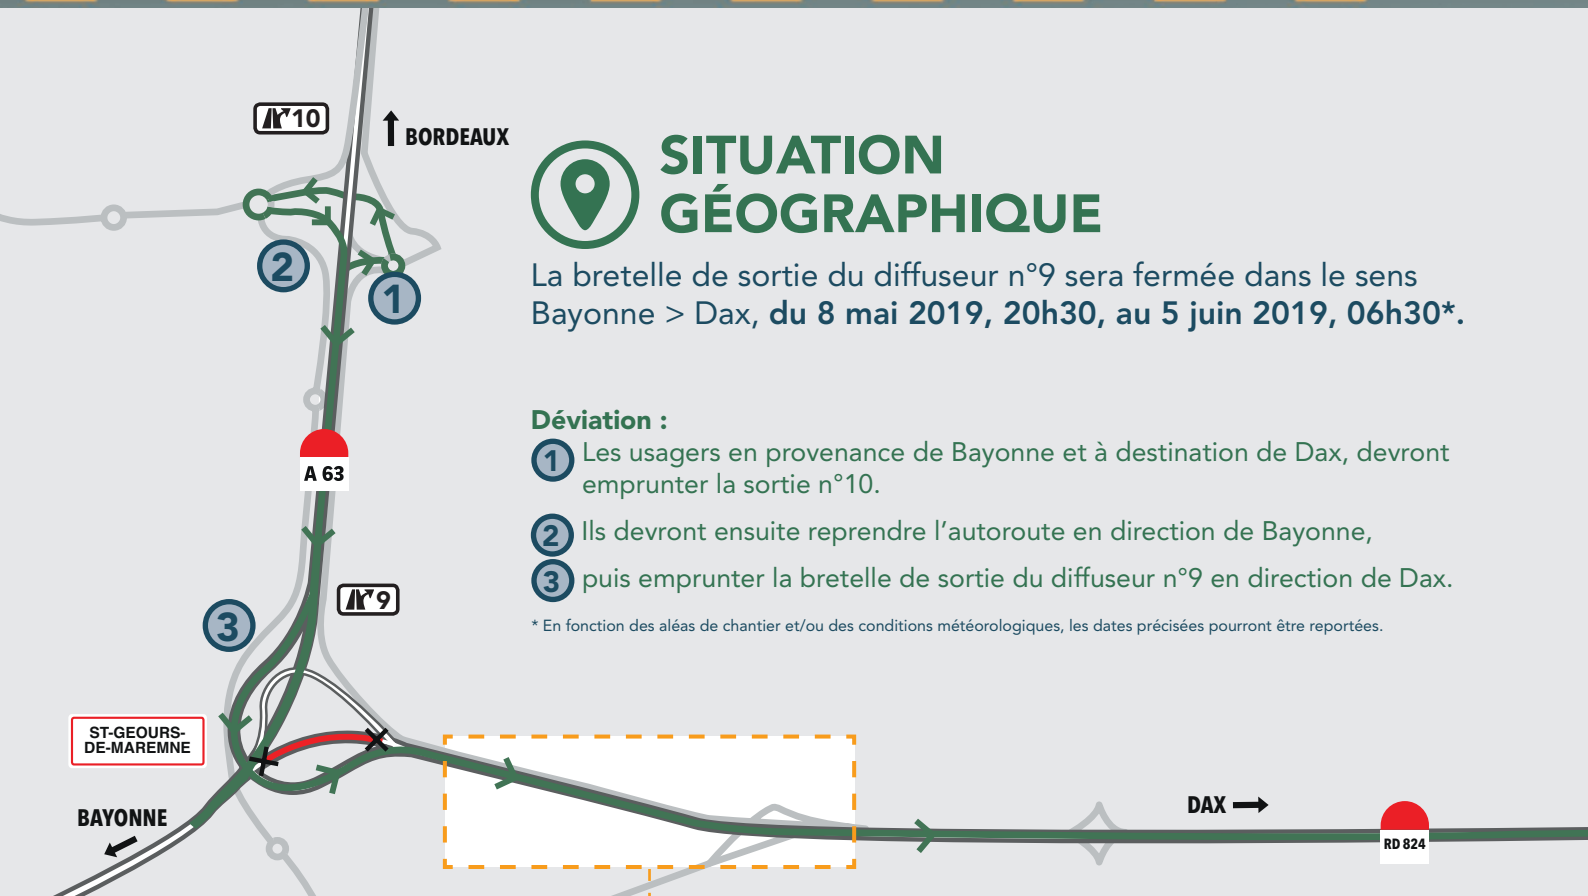 10
BORDEAUX
SITUATION
GÉOGRAPHIQUE
La bretelle de sortie du diffuseur n°9 sera fermée dans le sens
Bayonne > Dax, du 8 mai 2019, 20h30, au 5 juin 2019, 06h30*.
2
1
Déviation :
1 Les usagers en provenance de Bayonne et à destination de Dax, devront
emprunter la sortie n°10.
2 Ils devront ensuite reprendre l’autoroute en direction de Bayonne,
3 puis emprunter la bretelle de sortie du diffuseur n°9 en direction de Dax.
* En fonction des aléas de chantier et/ou des conditions météorologiques, les dates précisées pourront être reportées.
A 63
9
3
ST-GEOURS-
DE-MAREMNE
BAYONNE
DAX
RD 824